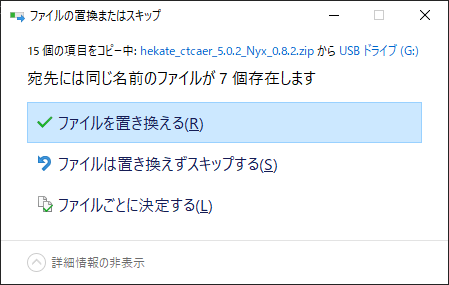 ファイルの置換またはスキップ
15 個の項目をコピー中: hekate_ctcaer_5.0.2_Nyx_0.8.2.zip から USB ドライブ (G:)
宛先には同じ名前のファイルが 7 個存在します
ファイルを置き換える(R)
ファイルは置き換えずスキップする(S)
ファイルごとに決定する(L)
詳細情報の非表示